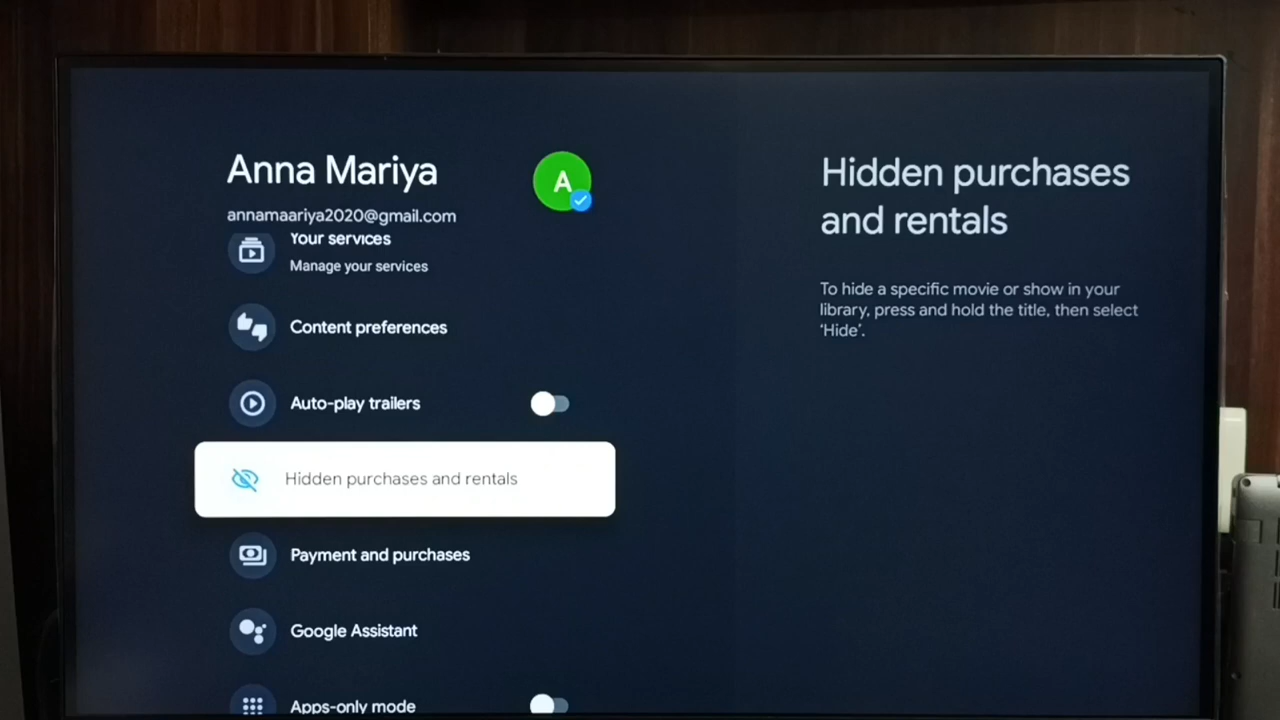 Anna Mariya
annamaariya2020@gmail.com
A
Your services
Manage your services
Content preferences
Auto-play trailers
Hidden purchases and rentals
Payment and purchases
Google Assistant
Apps-only mode
Hidden purchases
and rentals
To hide a specific movie or show in your
library, press and hold the title, then select
‘Hide’.